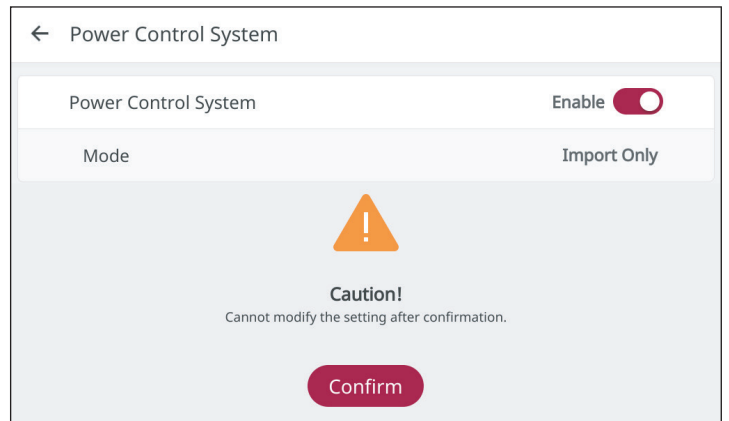 Power Control System
Power Control System Enable
Mode Import Only
Caution!
Cannot modify the setting after confirmation.
Confirm